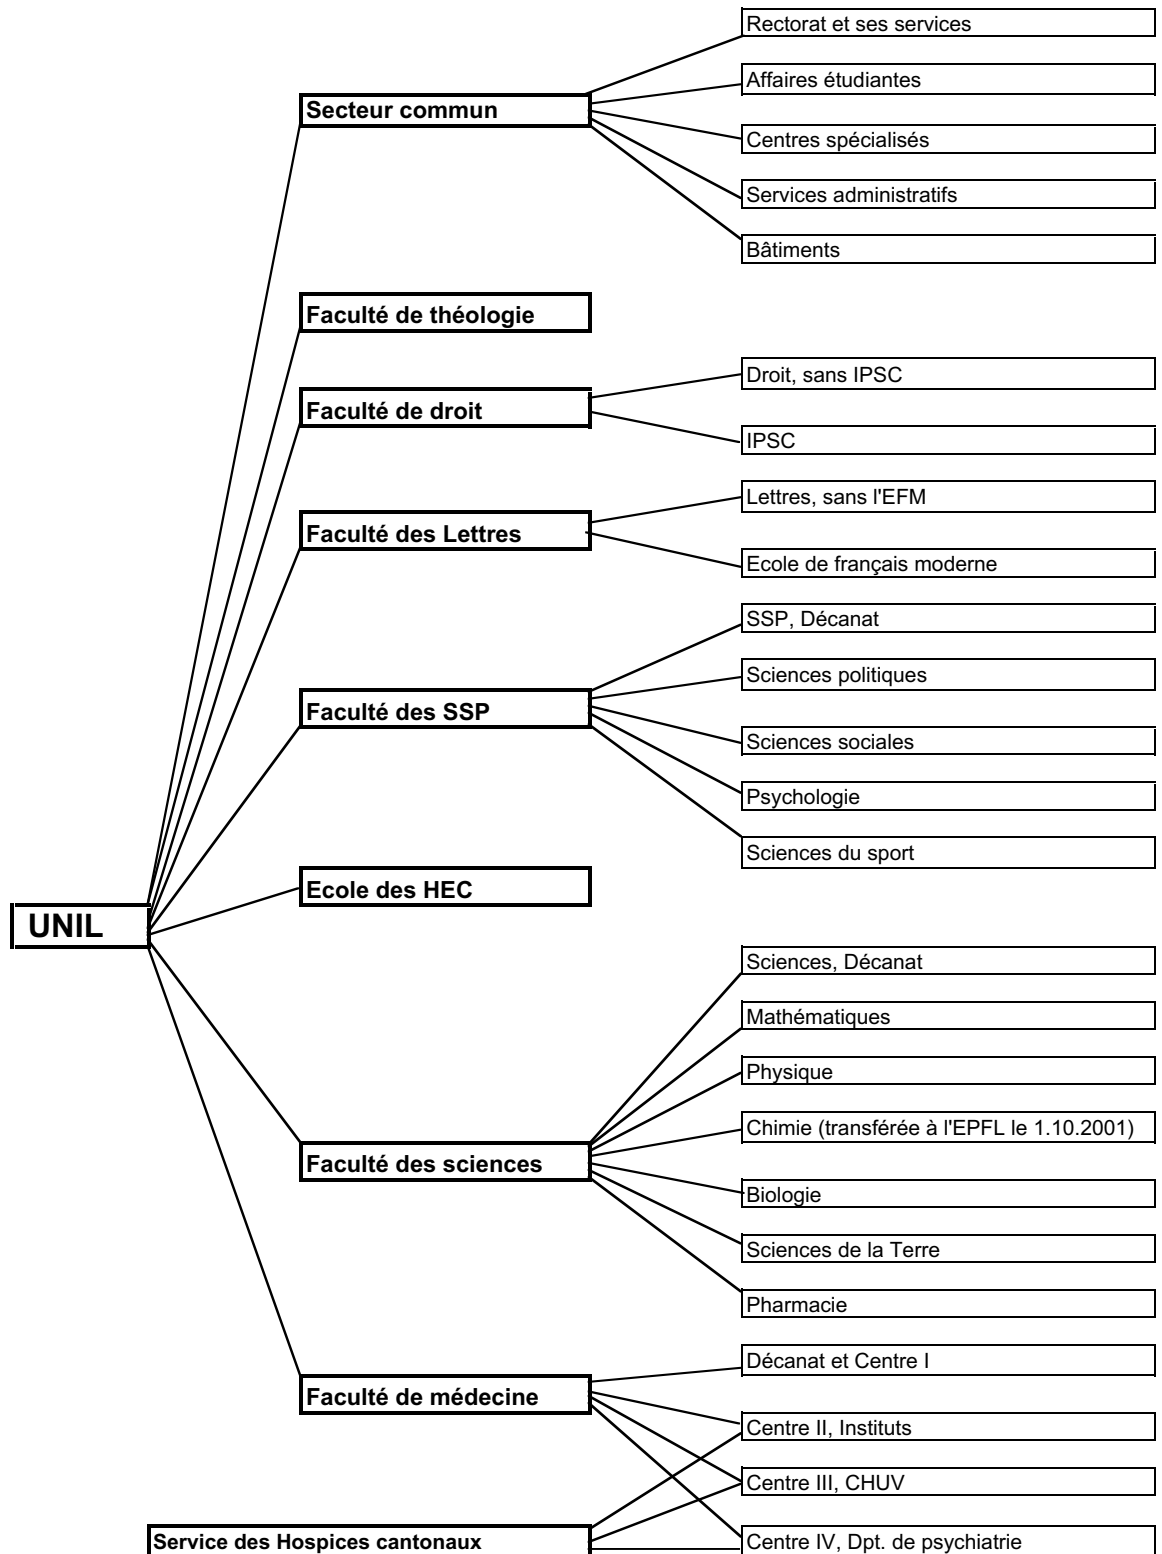 Rectorat et ses services
Affaires étudiantes
Secteur commun
Centres spécialisés
Services administratifs
Bâtiments
Faculté de théologie
Droit, sans IPSC
Faculté de droit
IPSC
Lettres, sans l'EFM
Faculté des Lettres
Ecole de français moderne
SSP, Décanat
Sciences politiques
Faculté des SSP
Sciences sociales
Psychologie
Sciences du sport
Ecole des HEC
UNIL
Sciences, Décanat
Mathématiques
Physique
Chimie (transférée à l'EPFL le 1.10.2001)
Faculté des sciences
Biologie
Sciences de la Terre
Pharmacie
Décanat et Centre I
Faculté de médecine
Centre II, Instituts
Centre III, CHUV
Service des Hospices cantonaux
Centre IV, Dpt. de psychiatrie